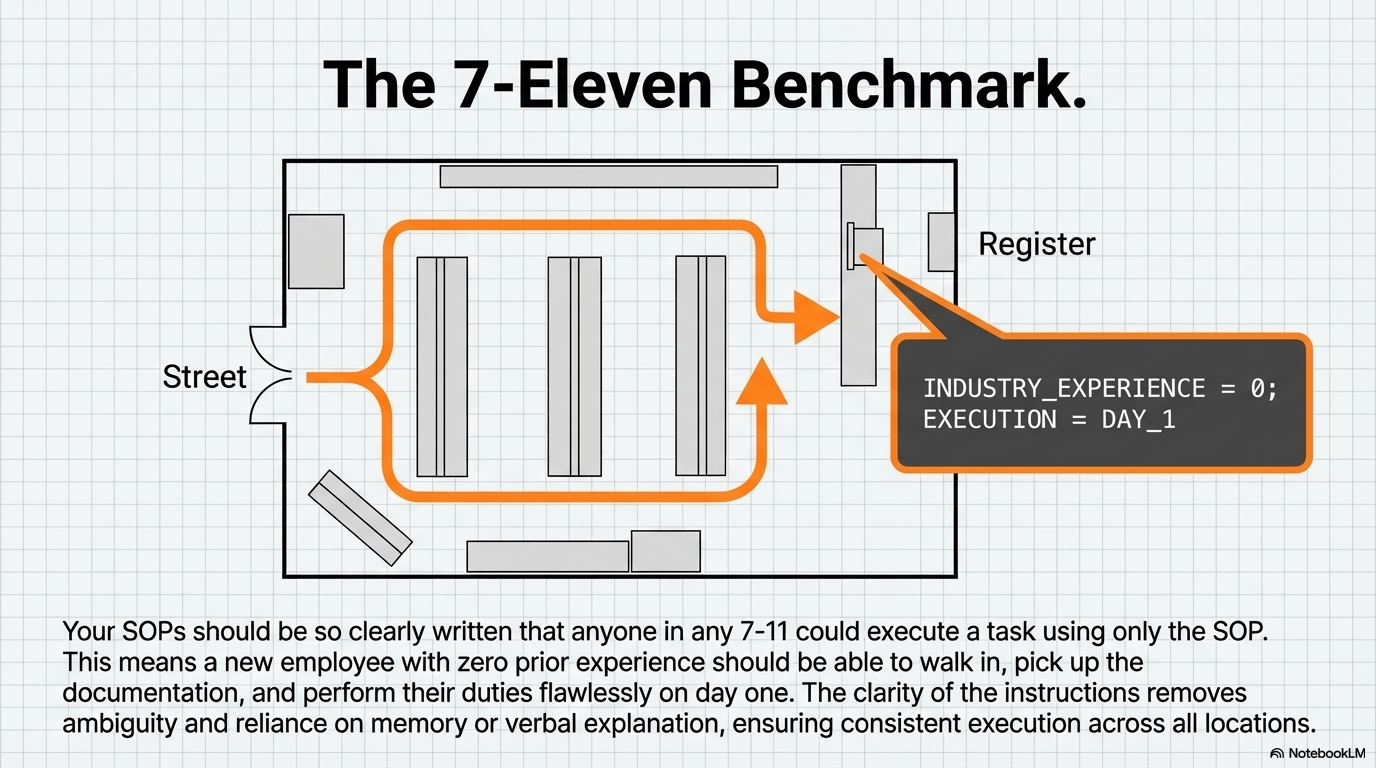 The 7-Eleven Benchmark.
Register
Street
INDUSTRY_EXPERIENCE = 0;
EXECUTION = DAY_1
Your SOPs should be so clearly written that anyone in any 7-11 could execute a task using only the SOP.
This means a new employee with zero prior experience should be able to walk in, pick up the
documentation, and perform their duties flawlessly on day one. The clarity of the instructions removes
ambiguity and reliance on memory or verbal explanation, ensuring consistent execution across all locations.
NotebookLM